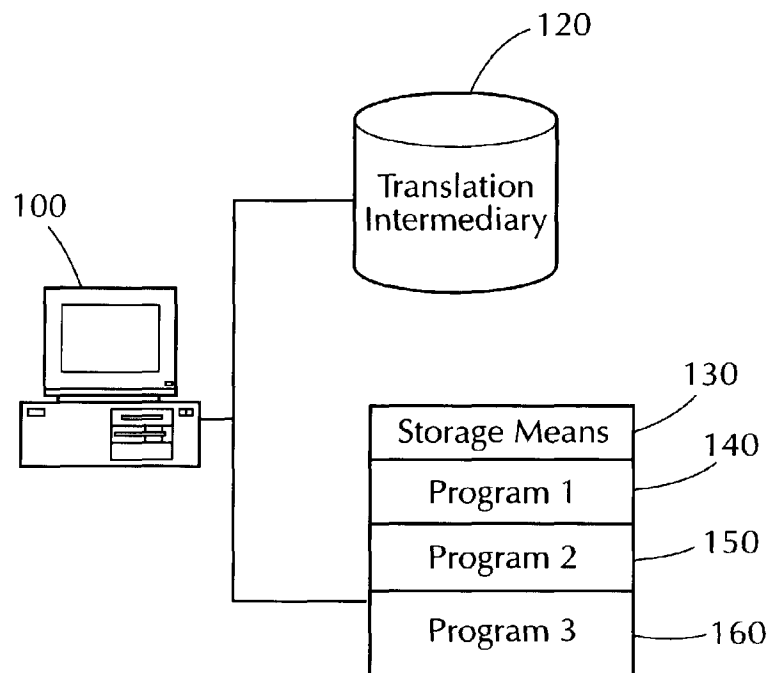 120
Translation
Intermediary
100
130
Storage Means
140
Program 1
150
Program 2
160
Program 3